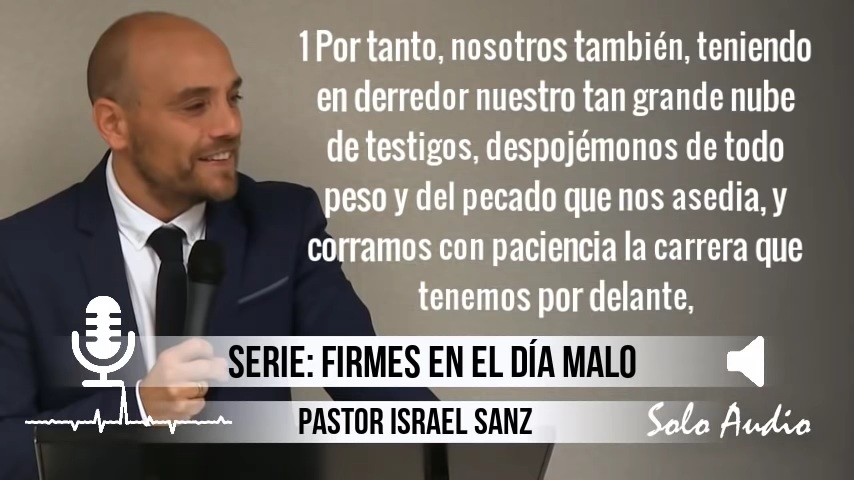 1 Por tanto, nosotros también, teniendo
en derredor nuestro tan grande nube
de testigos, despojémonos de todo
peso y del pecado que nos asedia, y
corramos con paciencia la carrera que
tenemos por delante,
SERIE: FIRMES EN EL DÍA MALO
PASTOR ISRAEL SANZ
Solo Audio